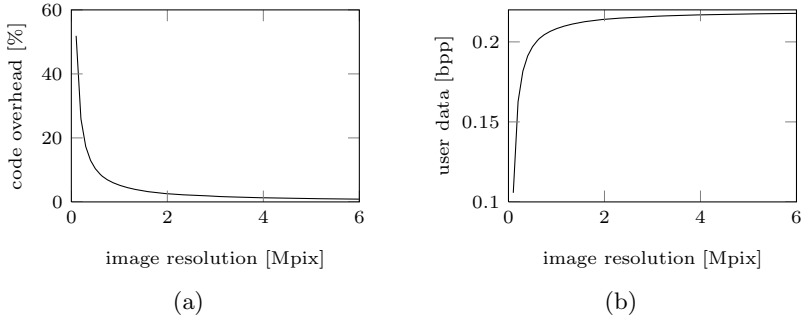 60
40
20
0
code overhead [%]
0 2 4 6
image resolution [Mpix]
(a)
0.2
0.15
0.1
user data [bpp]
0 2 4 6
image resolution [Mpix]
(b)